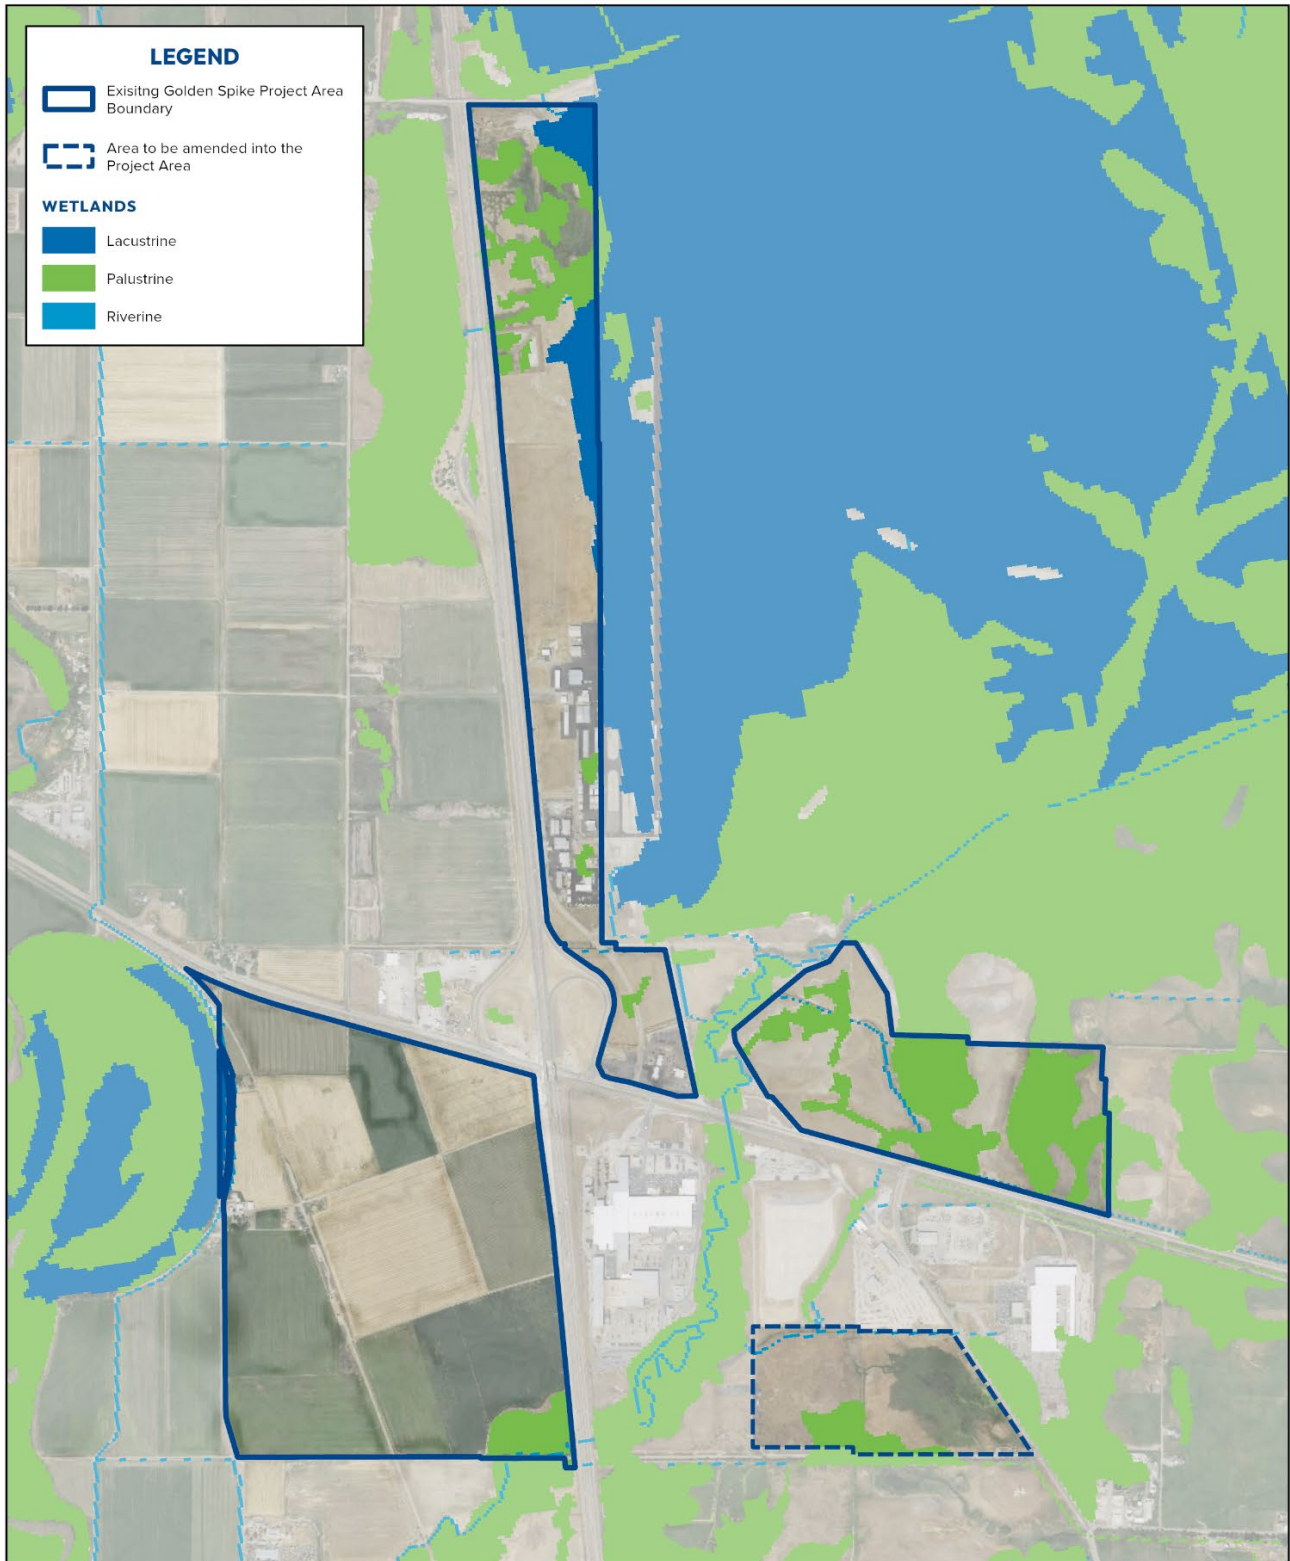 LEGEND
Exisitng Golden Spike Project Area
Boundary
Area to be amended into the
Project Area
WETLANDS
Lacustrine
Palustrine
Riverine